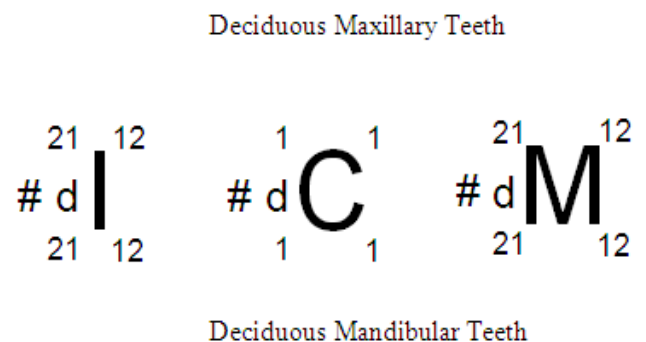 Deciduous Maxillary Teeth
21 12 1 1 21 12
# d I # d C # d M
21 12 1 1 21 12
Deciduous Mandibular Teeth